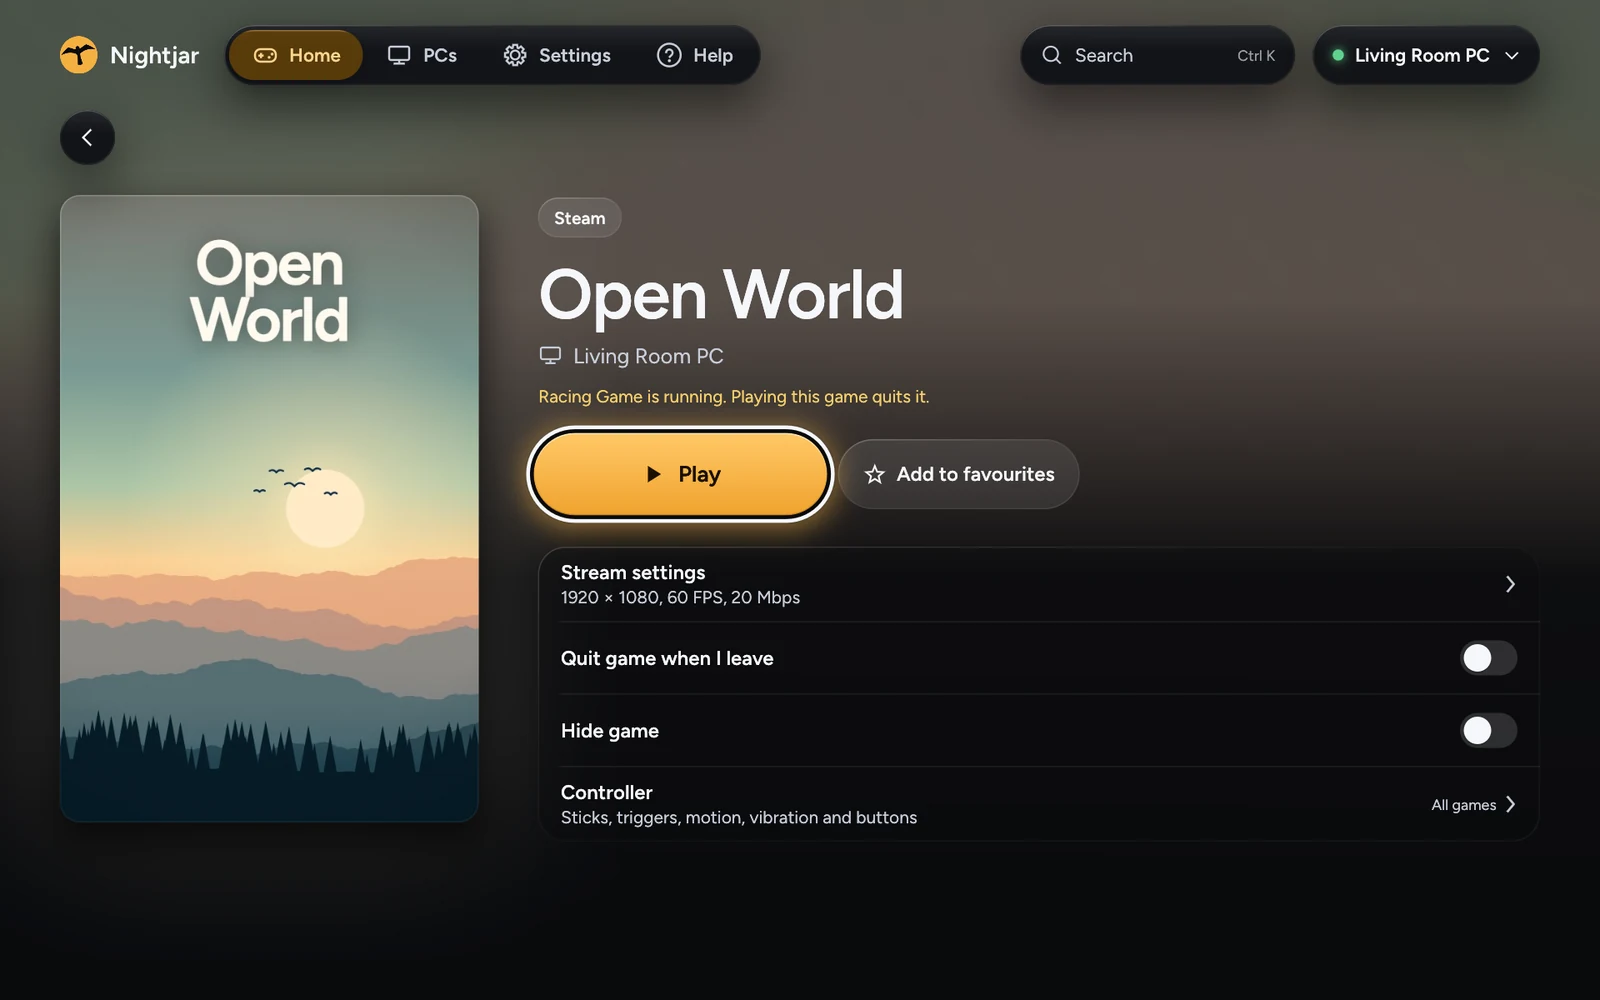 Nightjar
Home
PCs
Settings
Help
Search
Ctrl K
Living Room PC
Open
World
Steam
Open World
Living Room PC
Racing Game is running. Playing this game quits it.
Play
Add to favourites
Stream settings
1920 × 1080, 60 FPS, 20 Mbps
Quit game when I leave
Hide game
Controller
Sticks, triggers, motion, vibration and buttons
All games